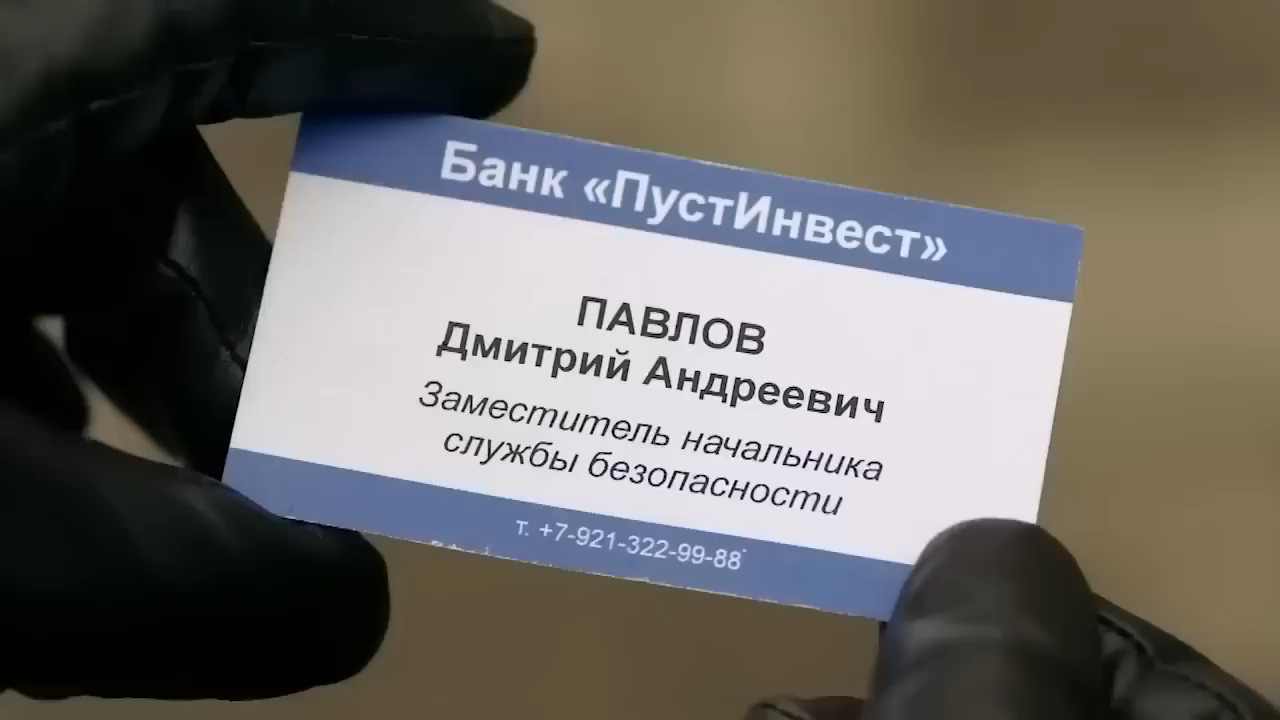 Банк «ПустИнвест»
ПАВЛОВ
Дмитрий Андреевич
Заместитель начальника
службы безопасности
т. +7-921-322-99-88